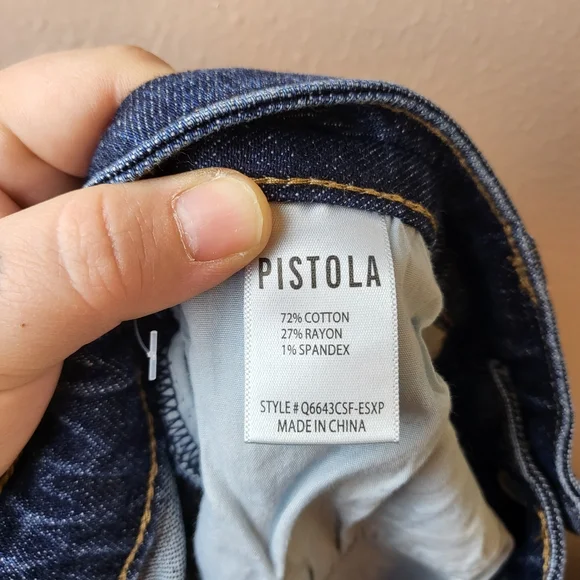 PISTOLA
72% COTTON
27% RAYON
1% SPANDEX
STYLE # Q6643CSF-ESXP
MADE IN CHINA